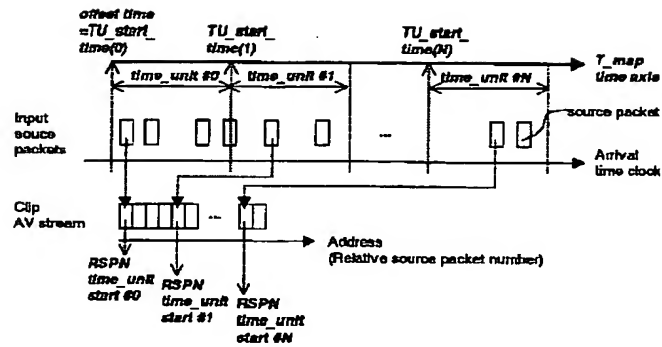 offset time
=TU_start_
time(0)
TU_start_
time(1)
TU_start_
time(N)
T_map
time axis
time_unit #0
time_unit #1
time_unit #N
source packet
Input
souce
packets
...
Arrival
time clock
Clip
AV stream
...
Address
(Relative source packet number)
RSPN
time_unit
start #0
RSPN
time_unit
start #1
RSPN
time_unit
start #N